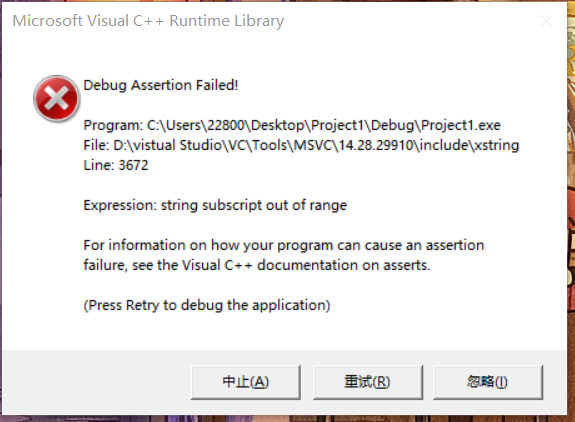 Microsoft Visual C++ Runtime Library
Debug Assertion Failed!
Program: C:\Users\22800\Desktop\Project1\Debug\Project1.exe
File: D:\vistual Studio\VC\Tools\MSVC\14.28.29910\include\xstring
Line: 3672
Expression: string subscript out of range
For information on how your program can cause an assertion
failure, see the Visual C++ documentation on asserts.
(Press Retry to debug the application)
中止(A) 重试(R) 忽略(I)